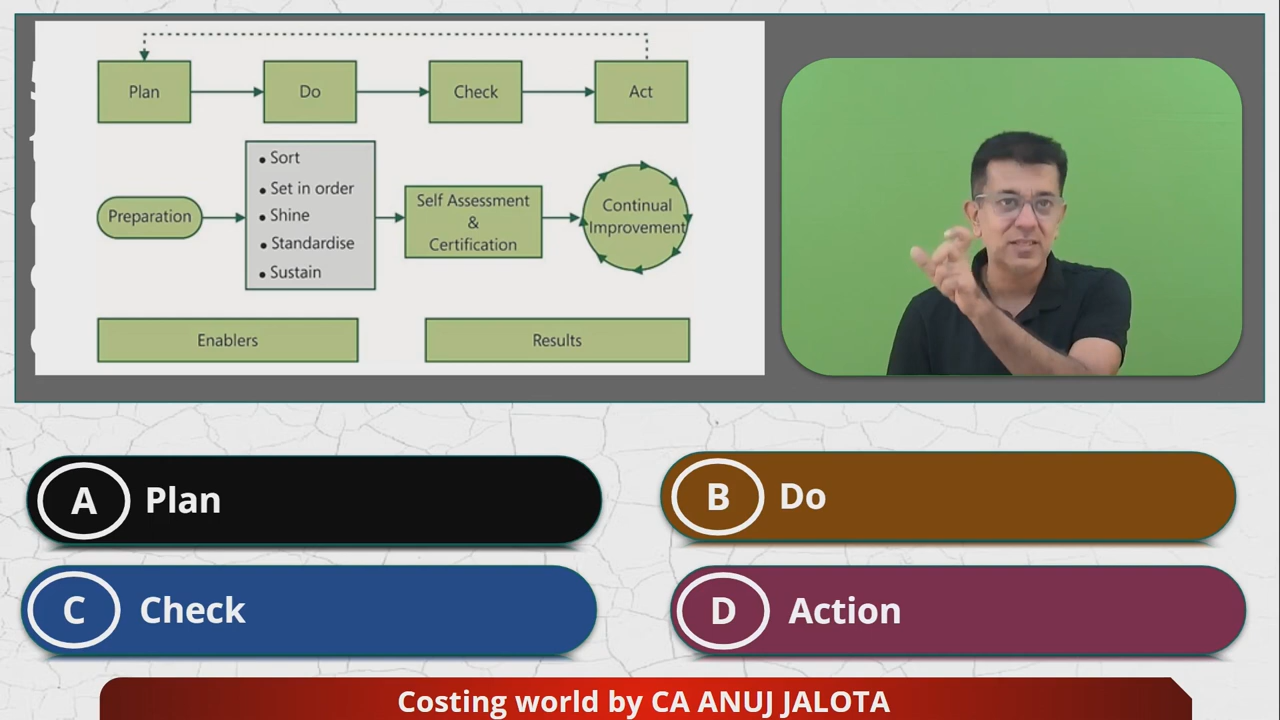 Plan
Do
Check
Act
Preparation
• Sort
• Set in order
• Shine
• Standardise
• Sustain
Self Assessment
&
Certification
Continual
Improvement
Enablers
Results
A Plan
B Do
C Check
D Action
Costing world by CA ANUJ JALOTA